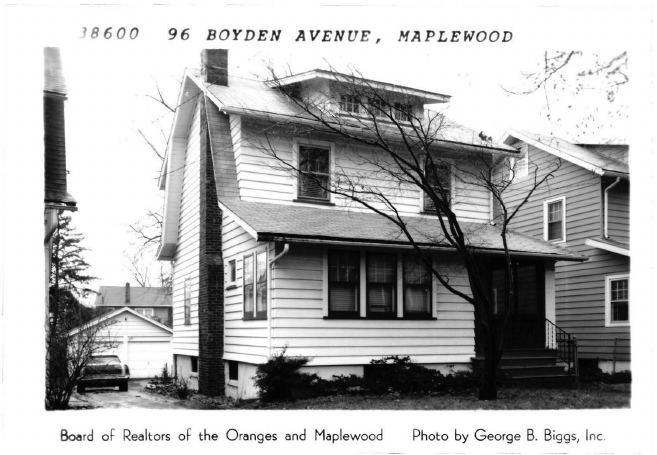 38600 96 BOYDEN AVENUE, MAPLEWOOD
Board of Realtors of the Oranges and Maplewood Photo by George B. Biggs, Inc.